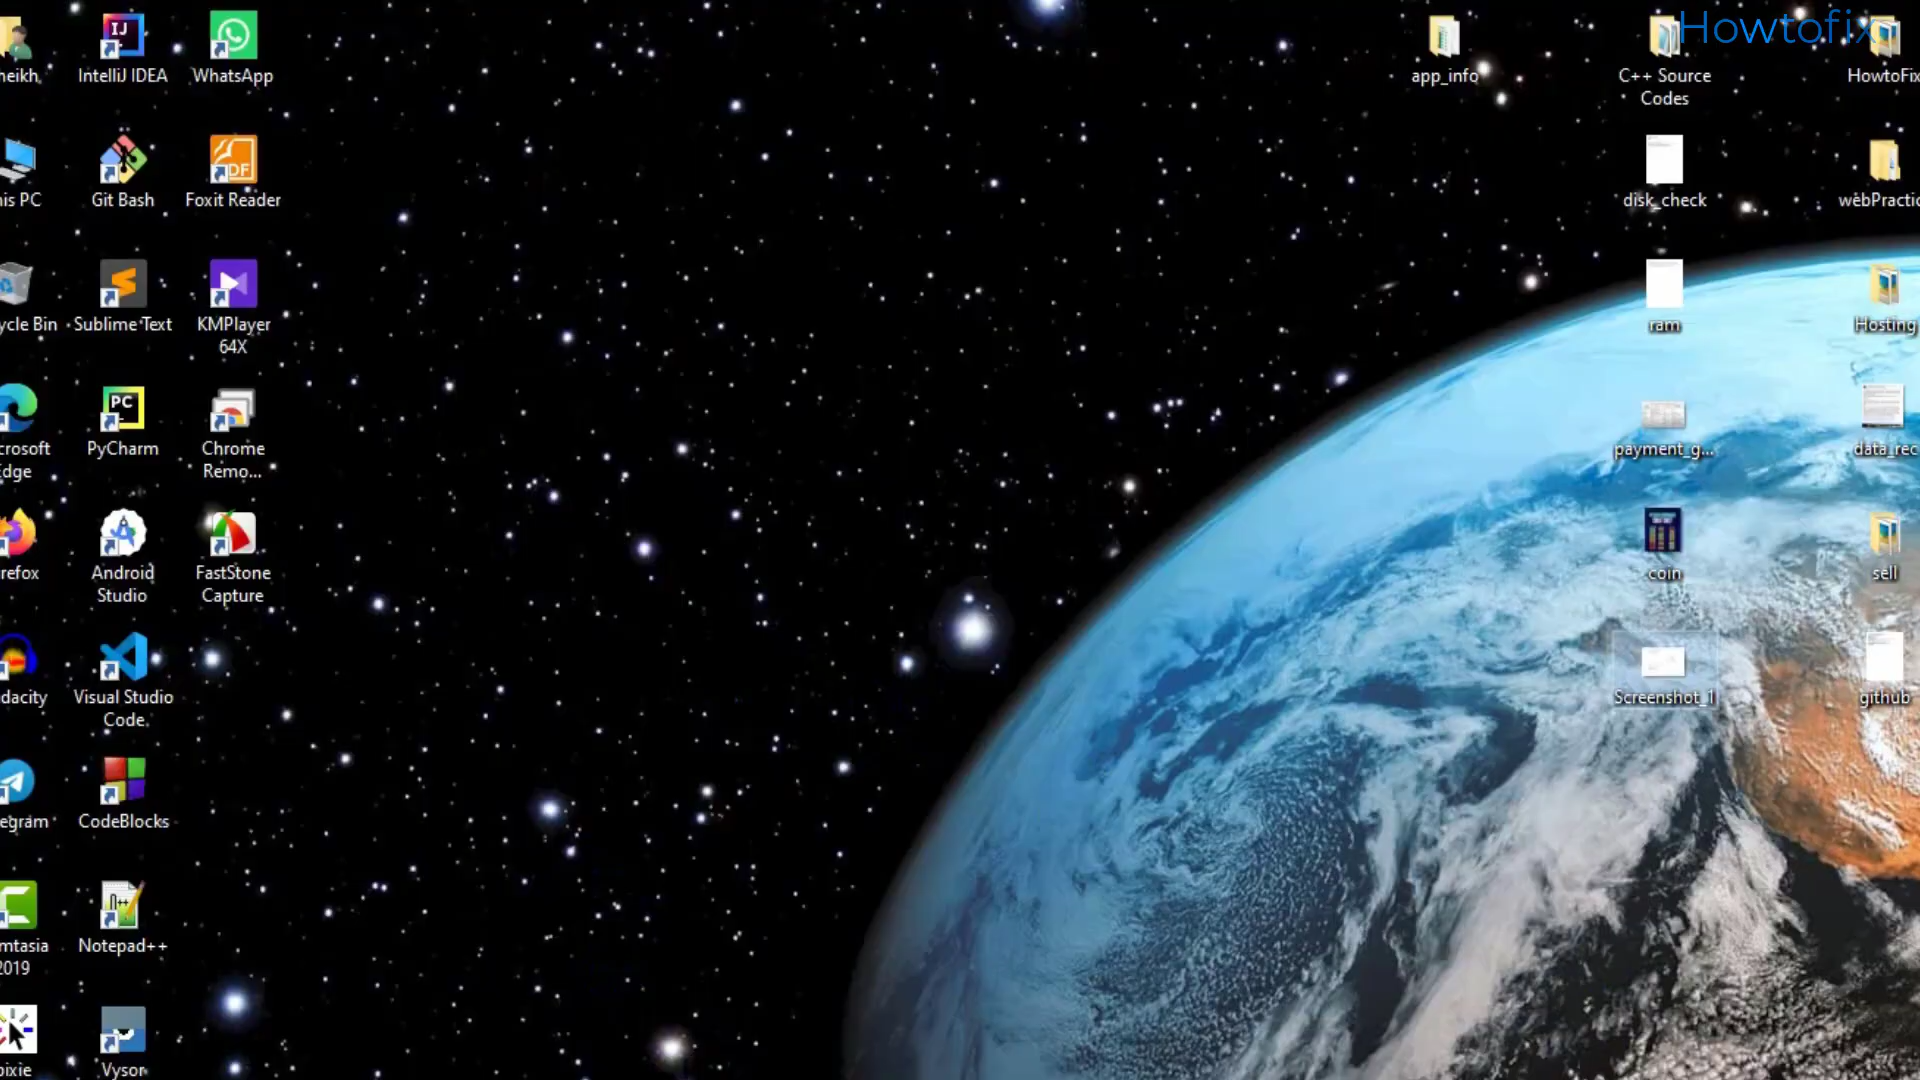 Howtofix
heikh
IntelliJ IDEA
WhatsApp
app_info
C++ Source
Codes
HowtoFix
his PC
Git Bash
Foxit Reader
disk_check
webPractic
ycle Bin
Sublime Text
KMPlayer
64X
ram
Hosting
crosoft
Edge
PyCharm
Chrome
Remo...
payment_g...
data_rec
refox
Android
Studio
FastStone
Capture
coin
sell
dacity
Visual Studio
Code
Screenshot_1
github
egram
CodeBlocks
mtasia
2019
Notepad++
pixie
Vysor